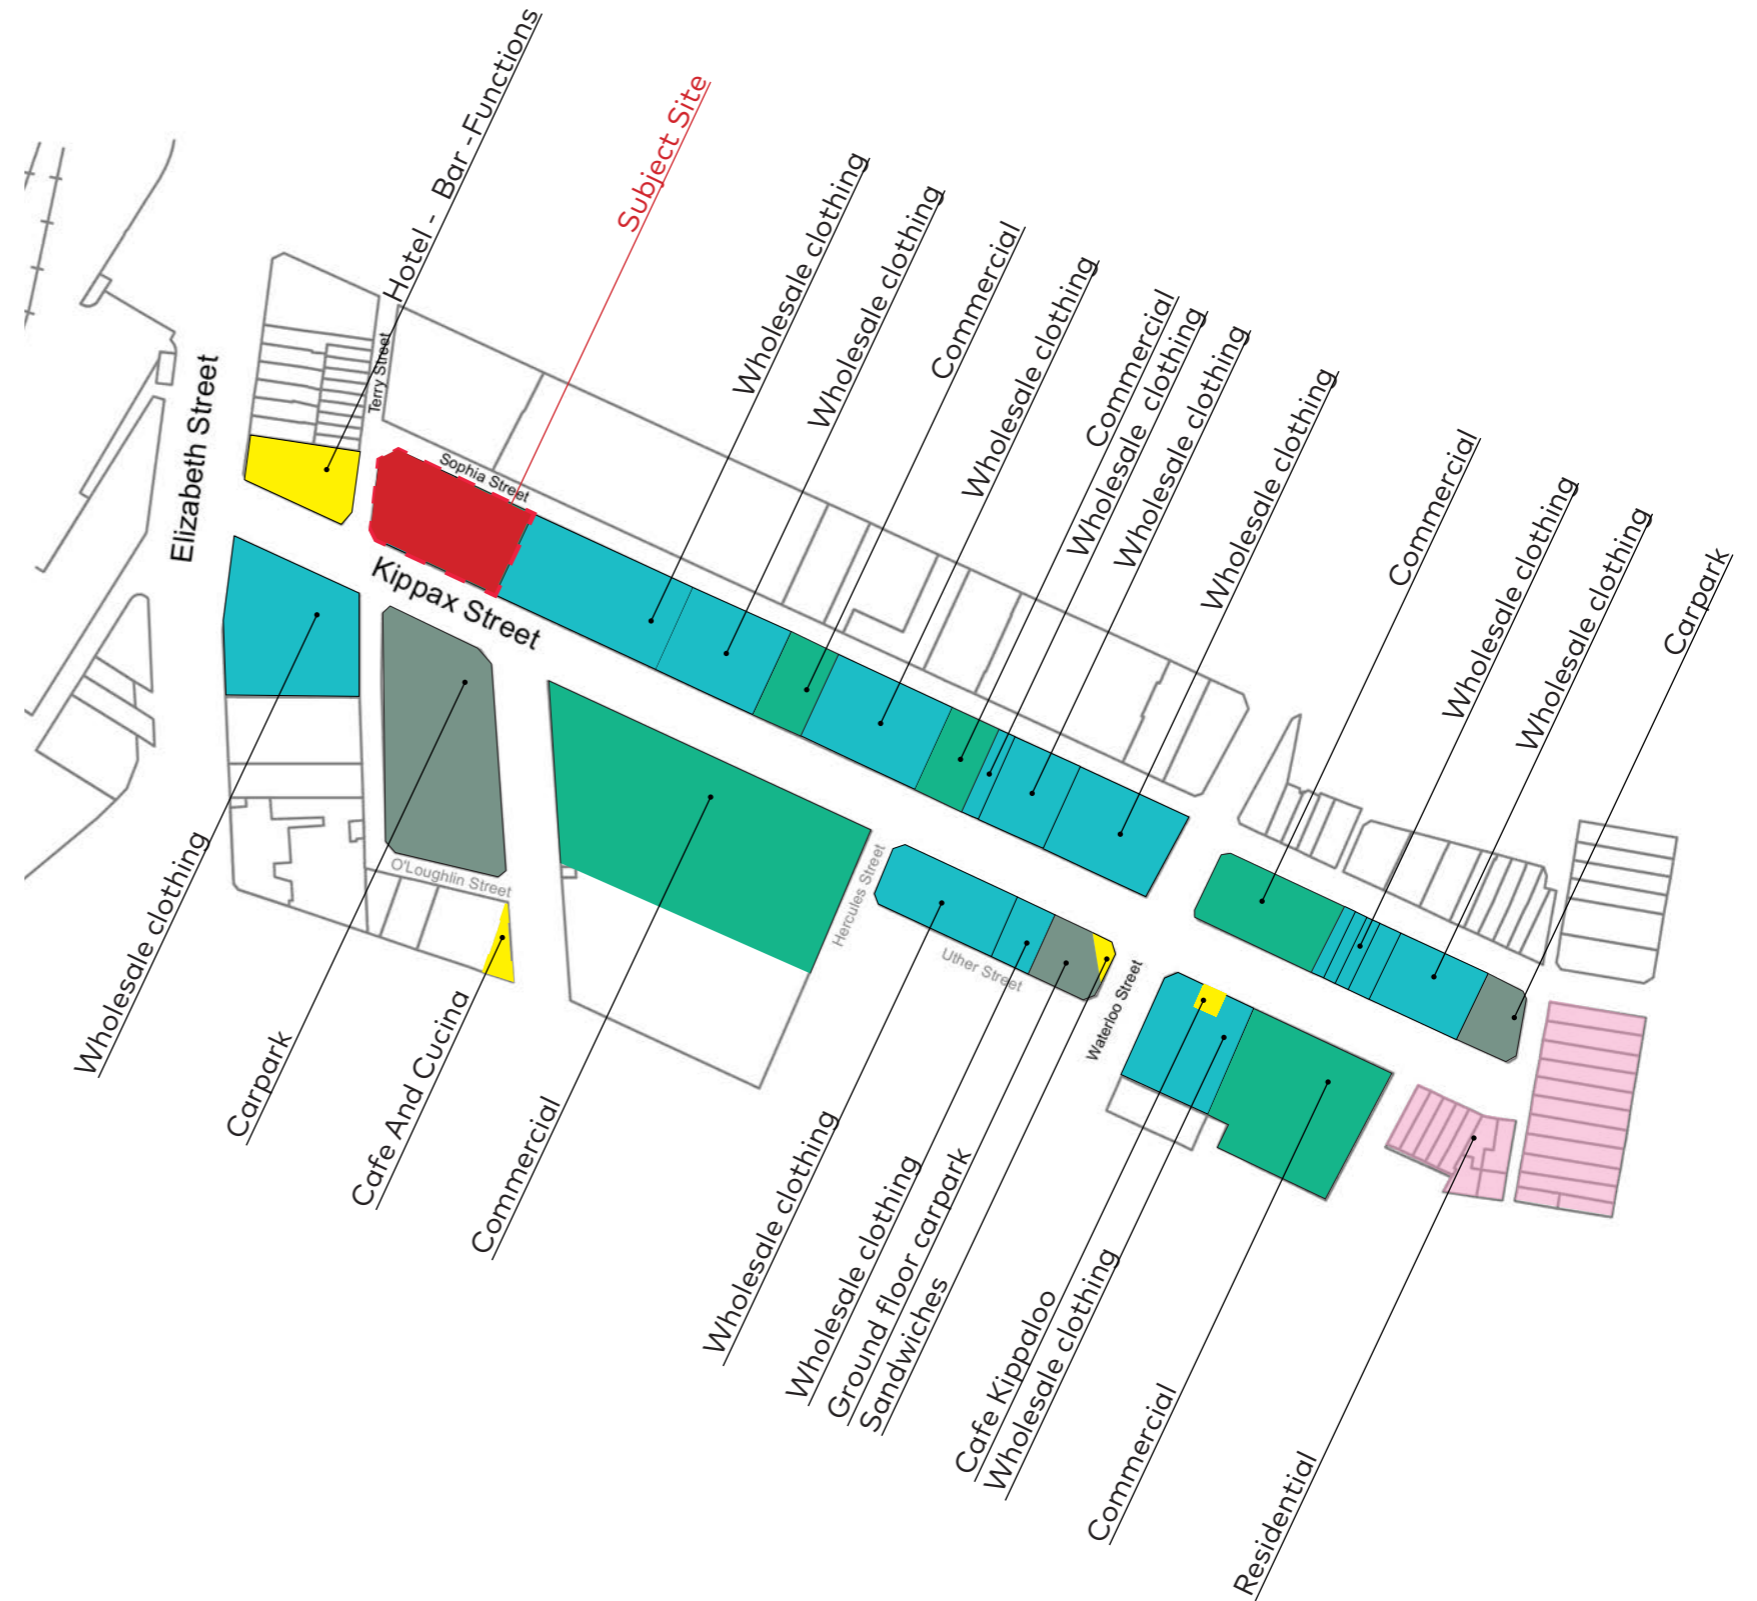 Hotel - Bar -Functions
Subject Site
Wholesale clothing
Wholesale clothing
Commercial
Wholesale clothing
Commercial
Wholesale clothing
Wholesale clothing
Wholesale clothing
Commercial
Wholesale clothing
Wholesale clothing
Carpark
Elizabeth Street
Terry Street
Sophia Street
Kippax Street
O'Loughlin Street
Hercules Street
Uther Street
Waterloo Street
Wholesale clothing
Carpark
Cafe And Cucina
Commercial
Wholesale clothing
Wholesale clothing
Ground floor carpark
Sandwiches
Cafe Kippaloo
Wholesale clothing
Commercial
Residential